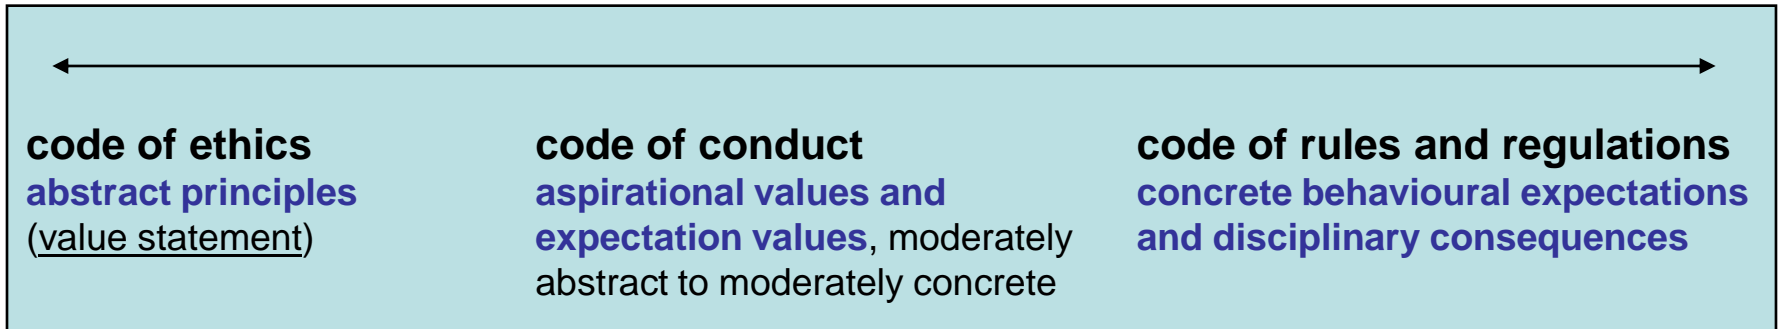 code of ethics
abstract principles
(value statement)
code of conduct
aspirational values and
expectation values, moderately
abstract to moderately concrete
code of rules and regulations
concrete behavioural expectations
and disciplinary consequences